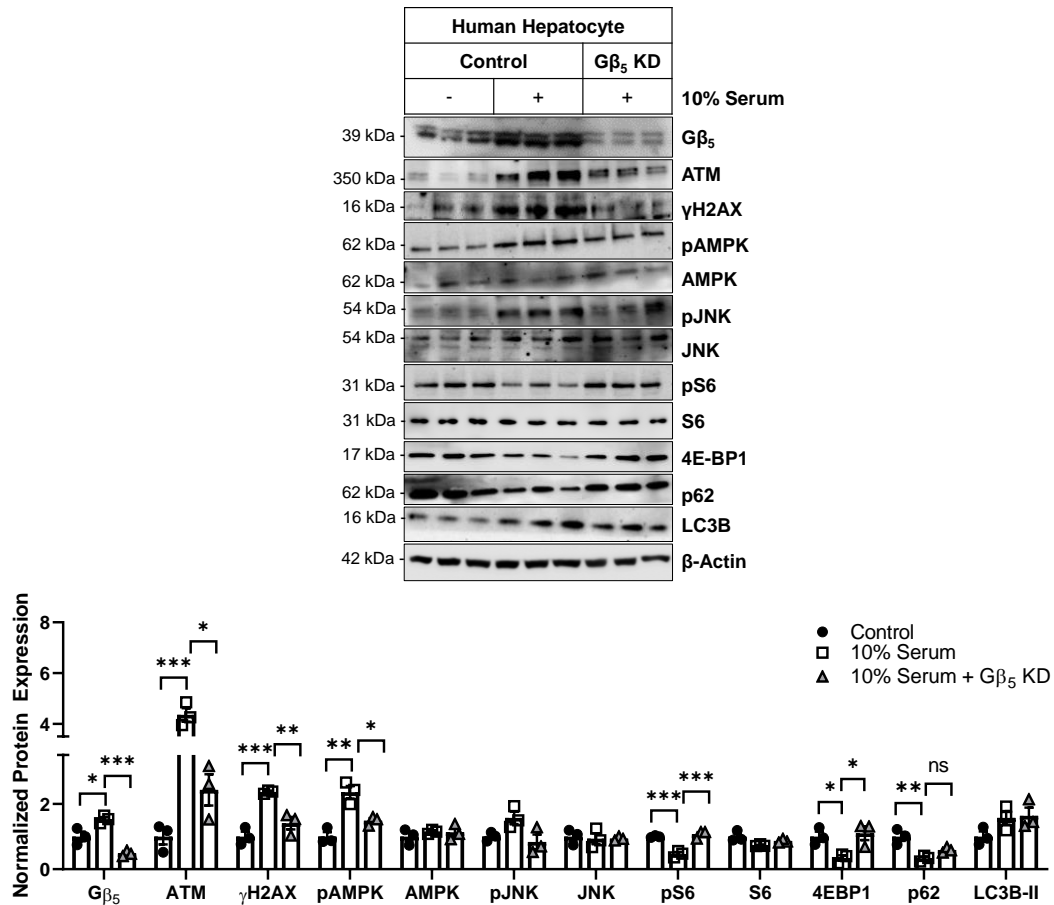 Human Hepatocyte
Control Gβ₅ KD
- + + 10% Serum
39 kDa Gβ₅
350 kDa ATM
16 kDa γH2AX
62 kDa pAMPK
62 kDa AMPK
54 kDa pJNK
54 kDa JNK
31 kDa pS6
31 kDa S6
17 kDa 4E-BP1
62 kDa p62
16 kDa LC3B
42 kDa β-Actin
Normalized Protein Expression
8
6
4
2
0
* ***
*** *
*** **
** *
*** ***
* *
** ns
Control
10% Serum
10% Serum + Gβ₅ KD
Gβ₅ ATM γH2AX pAMPK AMPK pJNK JNK pS6 S6 4EBP1 p62 LC3B-II